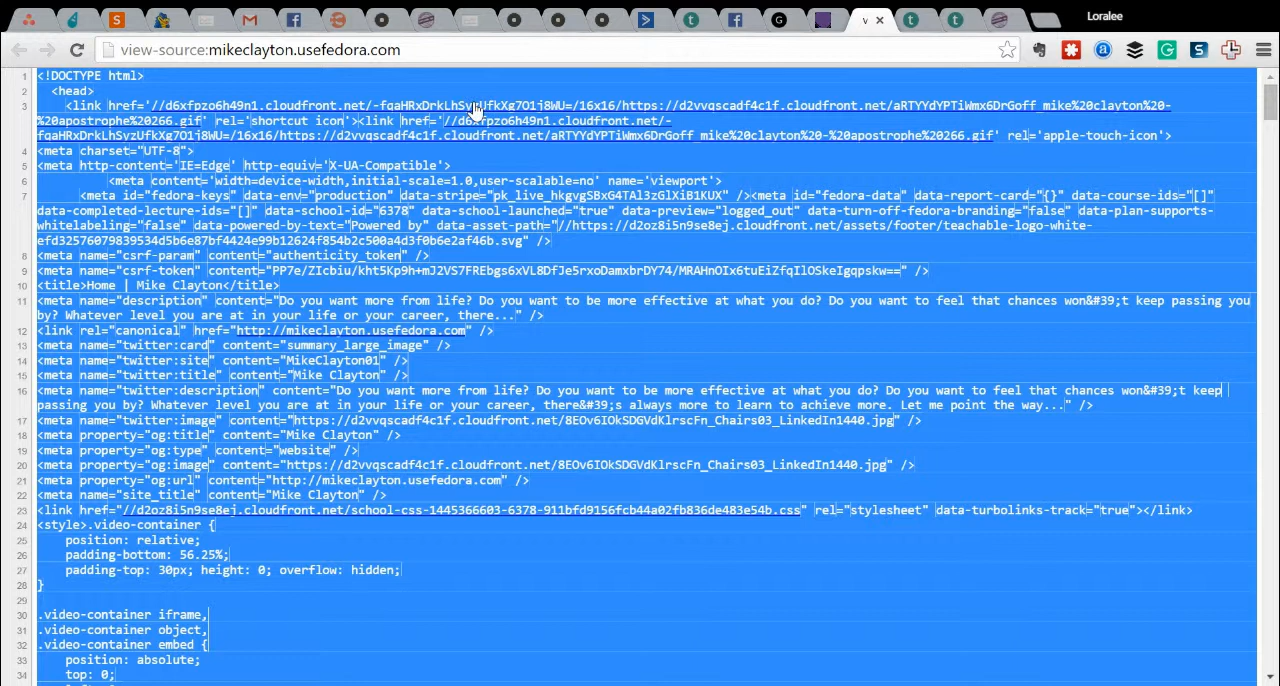 Loralee
view-source:mikeclayton.usefedora.com
1 <!DOCTYPE html>
2 <head>
3 <link href='//d6xfpzo6h49n1.cloudfront.net/-fqaHRxDrkLhSyzUfkXg7O1j8WU=/16x16/https://d2vvqscadf4c1f.cloudfront.net/aRTYYdYPTiWmx6DrGoff_mike%20clayton%20-
%20apostrophe%20266.gif' rel='shortcut icon'><link href='//d6xfpzo6h49n1.cloudfront.net/-
fqaHRxDrkLhSyzUfkXg7O1j8WU=/16x16/https://d2vvqscadf4c1f.cloudfront.net/aRTYYdYPTiWmx6DrGoff_mike%20clayton%20-%20apostrophe%20266.gif' rel='apple-touch-icon'>
4 <meta charset="UTF-8">
5 <meta http-content='IE=Edge' http-equiv='X-UA-Compatible'>
6 <meta content='width=device-width,initial-scale=1.0,user-scalable=no' name='viewport'>
7 <meta id="fedora-keys" data-env="production" data-stripe="pk_live_hkgvgSBxG4TAl3zGlXiB1KUX" /><meta id="fedora-data" data-report-card="{}" data-course-ids="[]"
data-completed-lecture-ids="[]" data-school-id="6378" data-school-launched="true" data-preview="logged_out" data-turn-off-fedora-branding="false" data-plan-supports-
whitelabeling="false" data-powered-by-text="Powered by" data-asset-path="//https://d2oz8i5n9se8ej.cloudfront.net/assets/footer/teachable-logo-white-
efd32576079839534d5b6e87bf4424e99b12624f854b2c500a4d3f0b6e2af46b.svg" />
8 <meta name="csrf-param" content="authenticity_token" />
9 <meta name="csrf-token" content="PP7e/ZIcbiu/kht5Kp9h+mJ2VS7FREbgs6xVL8DfJe5rxoDamxbrDY74/MRAHnOIx6tuEiZfqIlOSkeIgqpskw==" />
10 <title>Home | Mike Clayton</title>
11 <meta name="description" content="Do you want more from life? Do you want to be more effective at what you do? Do you want to feel that chances won&#39;t keep passing you
by? Whatever level you are at in your life or your career, there..." />
12 <link rel="canonical" href="http://mikeclayton.usefedora.com" />
13 <meta name="twitter:card" content="summary_large_image" />
14 <meta name="twitter:site" content="MikeClayton01" />
15 <meta name="twitter:title" content="Mike Clayton" />
16 <meta name="twitter:description" content="Do you want more from life? Do you want to be more effective at what you do? Do you want to feel that chances won&#39;t keep
passing you by? Whatever level you are at in your life or your career, there&#39;s always more to learn to achieve more. Let me point the way..." />
17 <meta name="twitter:image" content="https://d2vvqscadf4c1f.cloudfront.net/8EOv6IOkSDGVdKlrscFn_Chairs03_LinkedIn1440.jpg" />
18 <meta property="og:title" content="Mike Clayton" />
19 <meta property="og:type" content="website" />
20 <meta property="og:image" content="https://d2vvqscadf4c1f.cloudfront.net/8EOv6IOkSDGVdKlrscFn_Chairs03_LinkedIn1440.jpg" />
21 <meta property="og:url" content="http://mikeclayton.usefedora.com" />
22 <meta name="site_title" content="Mike Clayton" />
23 <link href="//d2oz8i5n9se8ej.cloudfront.net/school-css-1445366603-6378-911bfd9156fcb44a02fb836de483e54b.css" rel="stylesheet" data-turbolinks-track="true"></link>
24 <style>.video-container {
25 position: relative;
26 padding-bottom: 56.25%;
27 padding-top: 30px; height: 0; overflow: hidden;
28 }
29
30 .video-container iframe,
31 .video-container object,
32 .video-container embed {
33 position: absolute;
34 top: 0;